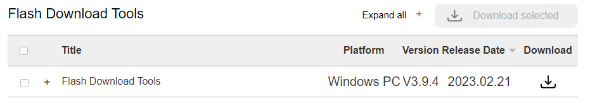 Flash Download Tools
Expand all +
Download selected
Title Platform Version Release Date Download
+ Flash Download Tools Windows PC V3.9.4 2023.02.21